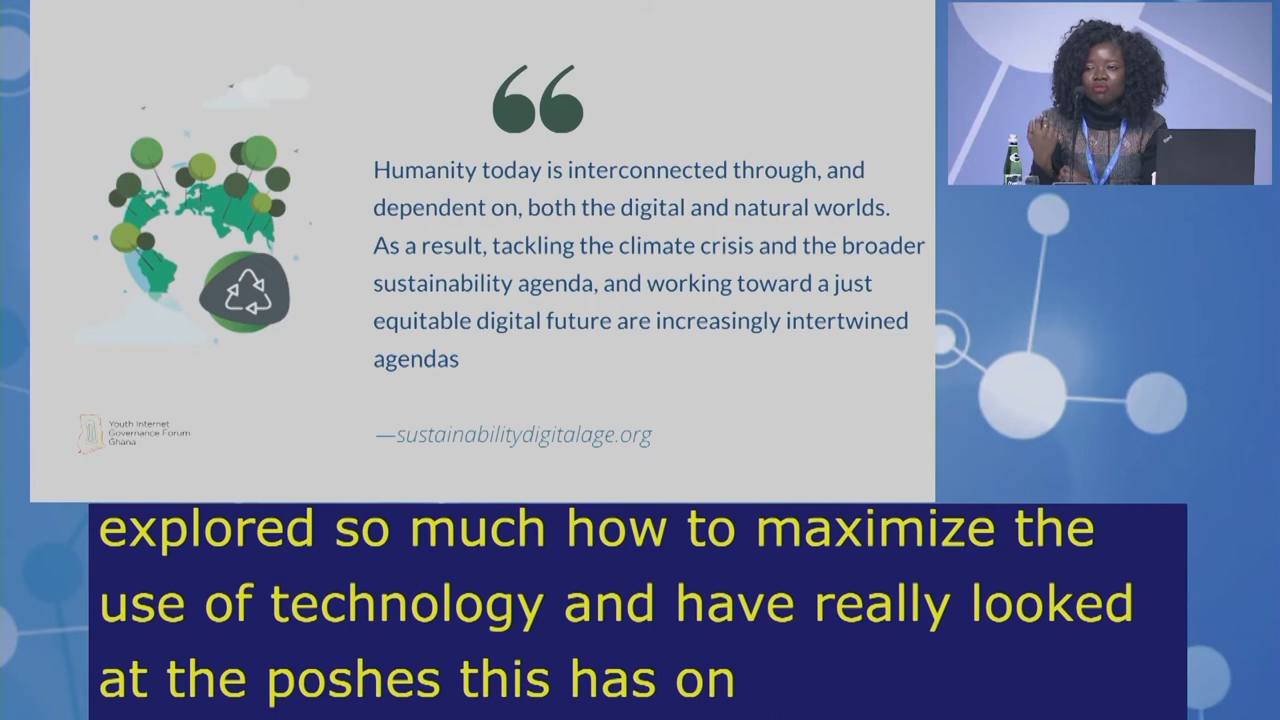 Humanity today is interconnected through, and
dependent on, both the digital and natural worlds.
As a result, tackling the climate crisis and the broader
sustainability agenda, and working toward a just
equitable digital future are increasingly intertwined
agendas
—sustainabilitydigitalage.org
Youth Internet
Governance Forum
Ghana
explored so much how to maximize the
use of technology and have really looked
at the poshes this has on